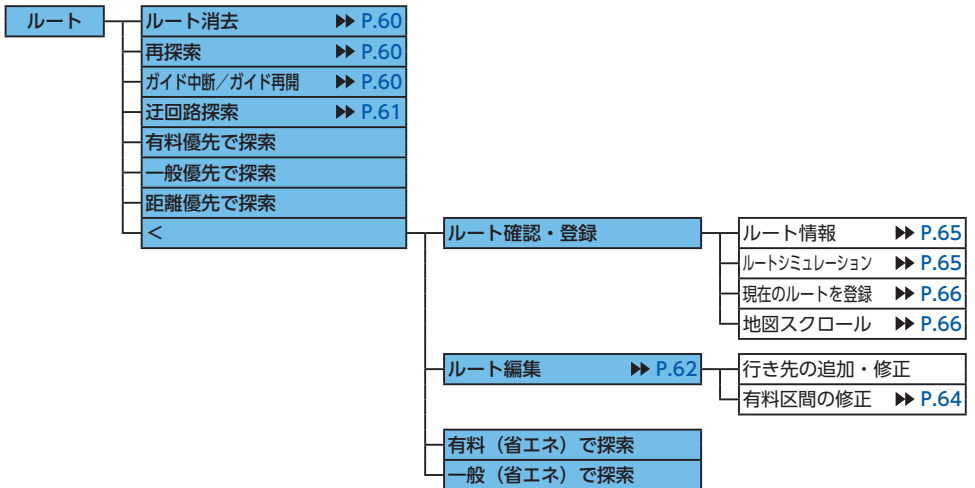 ルート
ルート消去 ▶▶ P.60
再探索 ▶▶ P.60
ガイド中断／ガイド再開 ▶▶ P.60
迂回路探索 ▶▶ P.61
有料優先で探索
一般優先で探索
距離優先で探索
＜
ルート確認・登録
ルート情報 ▶▶ P.65
ルートシミュレーション ▶▶ P.65
現在のルートを登録 ▶▶ P.66
地図スクロール ▶▶ P.66
ルート編集 ▶▶ P.62
行き先の追加・修正
有料区間の修正 ▶▶ P.64
有料（省エネ）で探索
一般（省エネ）で探索